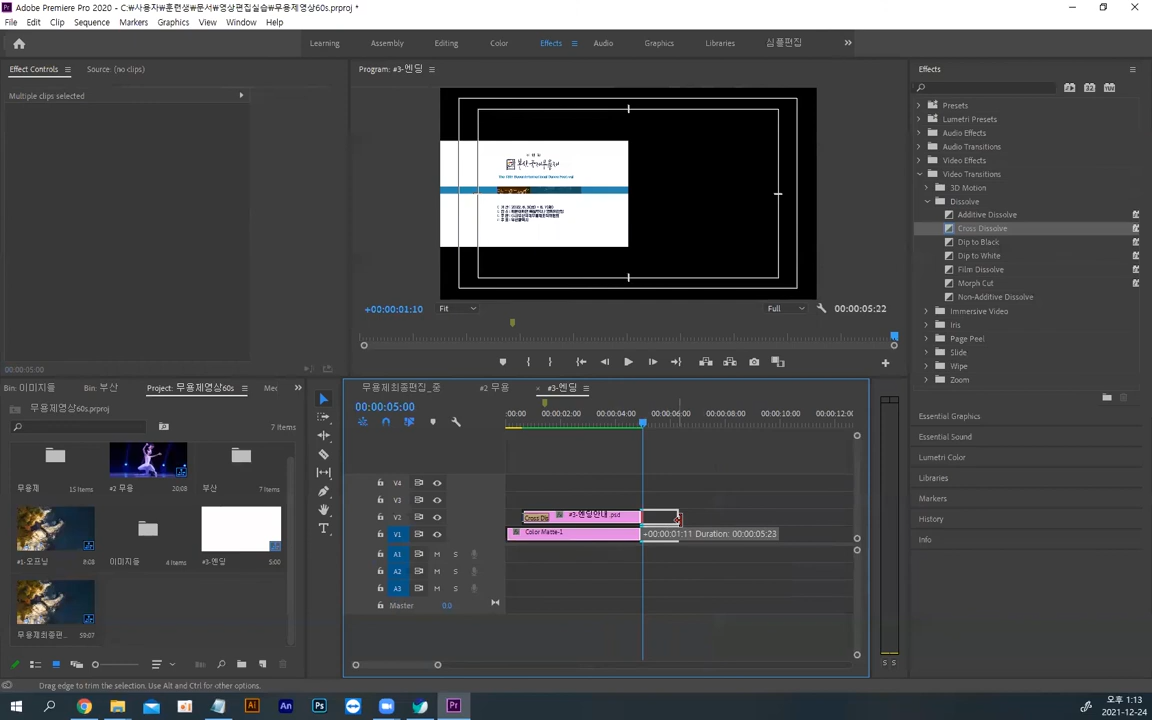 Adobe Premiere Pro 2020 - C:₩사용자₩훈련생₩문서₩영상편집실습₩무용제영상60s.prproj *
File Edit Clip Sequence Markers Graphics View Window Help
Learning Assembly Editing Color Effects Audio Graphics Libraries 심플편집
Effect Controls Source: (no clips)
Program: #3-엔딩
Effects
Multiple clips selected
Presets
Lumetri Presets
Audio Effects
Audio Transitions
Video Effects
Video Transitions
3D Motion
Dissolve
Additive Dissolve
Cross Dissolve
Dip to Black
Dip to White
Film Dissolve
Morph Cut
Non-Additive Dissolve
Immersive Video
Iris
Page Peel
Slide
Wipe
Zoom
Essential Graphics
Essential Sound
Lumetri Color
Libraries
Markers
History
Info
+00:00:01:10 Fit Full 00:00:05:22
00:00:05:00
Bin: 이미지들 Bin: 부산 Project: 무용제영상60s Mec
무용제영상60s.prproj
7 Items
무용제 15 Items
#2 무용 20:08
부산 7 Items
#1-오프닝
이미지들 4 Items
#3-엔딩 5:00
무용제최종편... 59:07
무용제최종편집_중 #2 무용 #3-엔딩
00:00:05:00
:00:00 00:00:02:00 00:00:04:00 00:00:06:00 00:00:08:00 00:00:10:00 00:00:12:00
V4
V3
V2 Cross Dis #3-엔딩안내.psd
V1 Color Matte-1
+00:00:01:11 Duration: 00:00:05:23
A1 M S
A2 M S
A3 M S
Master 0.0
S S
Drag edge to trim the selection. Use Alt and Ctrl for other options.
오후 1:13
2021-12-24